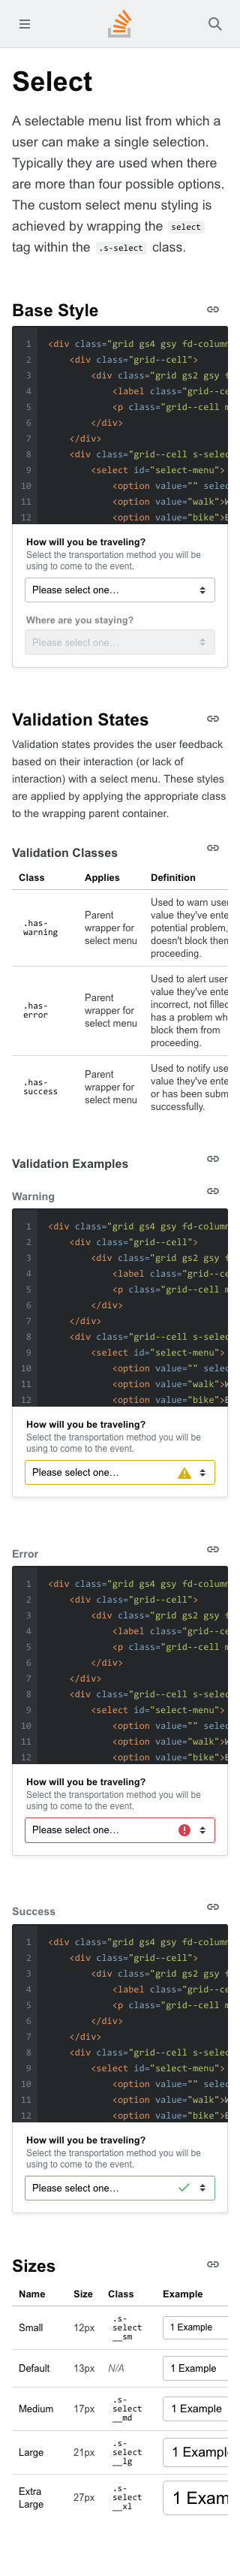 Select
A selectable menu list from which a
user can make a single selection.
Typically they are used when there
are more than four possible options.
The custom select menu styling is
achieved by wrapping the select
tag within the .s-select class.
Base Style
1 <div class="grid gs4 gsy fd-column
2 <div class="grid--cell">
3 <div class="grid gs2 gsy f
4 <label class="grid--ce
5 <p class="grid--cell m
6 </div>
7 </div>
8 <div class="grid--cell s-selec
9 <select id="select-menu">
10 <option value="" selec
11 <option value="walk">W
12 <option value="bike">B
How will you be traveling?
Select the transportation method you will be
using to come to the event.
Please select one…
Where are you staying?
Please select one…
Validation States
Validation states provides the user feedback
based on their interaction (or lack of
interaction) with a select menu. These styles
are applied by applying the appropriate class
to the wrapping parent container.
Validation Classes
Class Applies Definition
.has-warning Parent wrapper for select menu Used to warn user value they've ente potential problem, doesn't block them proceeding.
.has-error Parent wrapper for select menu Used to alert user value they've ente incorrect, not filled has a problem wh block them from proceeding.
.has-success Parent wrapper for select menu Used to notify use value they've ente or has been subm successfully.
Validation Examples
Warning
1 <div class="grid gs4 gsy fd-column
2 <div class="grid--cell">
3 <div class="grid gs2 gsy f
4 <label class="grid--ce
5 <p class="grid--cell m
6 </div>
7 </div>
8 <div class="grid--cell s-selec
9 <select id="select-menu">
10 <option value="" selec
11 <option value="walk">W
12 <option value="bike">B
How will you be traveling?
Select the transportation method you will be
using to come to the event.
Please select one…
Error
1 <div class="grid gs4 gsy fd-column
2 <div class="grid--cell">
3 <div class="grid gs2 gsy f
4 <label class="grid--ce
5 <p class="grid--cell m
6 </div>
7 </div>
8 <div class="grid--cell s-selec
9 <select id="select-menu">
10 <option value="" selec
11 <option value="walk">W
12 <option value="bike">B
How will you be traveling?
Select the transportation method you will be
using to come to the event.
Please select one…
Success
1 <div class="grid gs4 gsy fd-column
2 <div class="grid--cell">
3 <div class="grid gs2 gsy f
4 <label class="grid--ce
5 <p class="grid--cell m
6 </div>
7 </div>
8 <div class="grid--cell s-selec
9 <select id="select-menu">
10 <option value="" selec
11 <option value="walk">W
12 <option value="bike">B
How will you be traveling?
Select the transportation method you will be
using to come to the event.
Please select one…
Sizes
Name Size Class Example
Small 12px .s-select__sm 1 Example
Default 13px N/A 1 Example
Medium 17px .s-select__md 1 Example
Large 21px .s-select__lg 1 Exampl
Extra Large 27px .s-select__xl 1 Exam